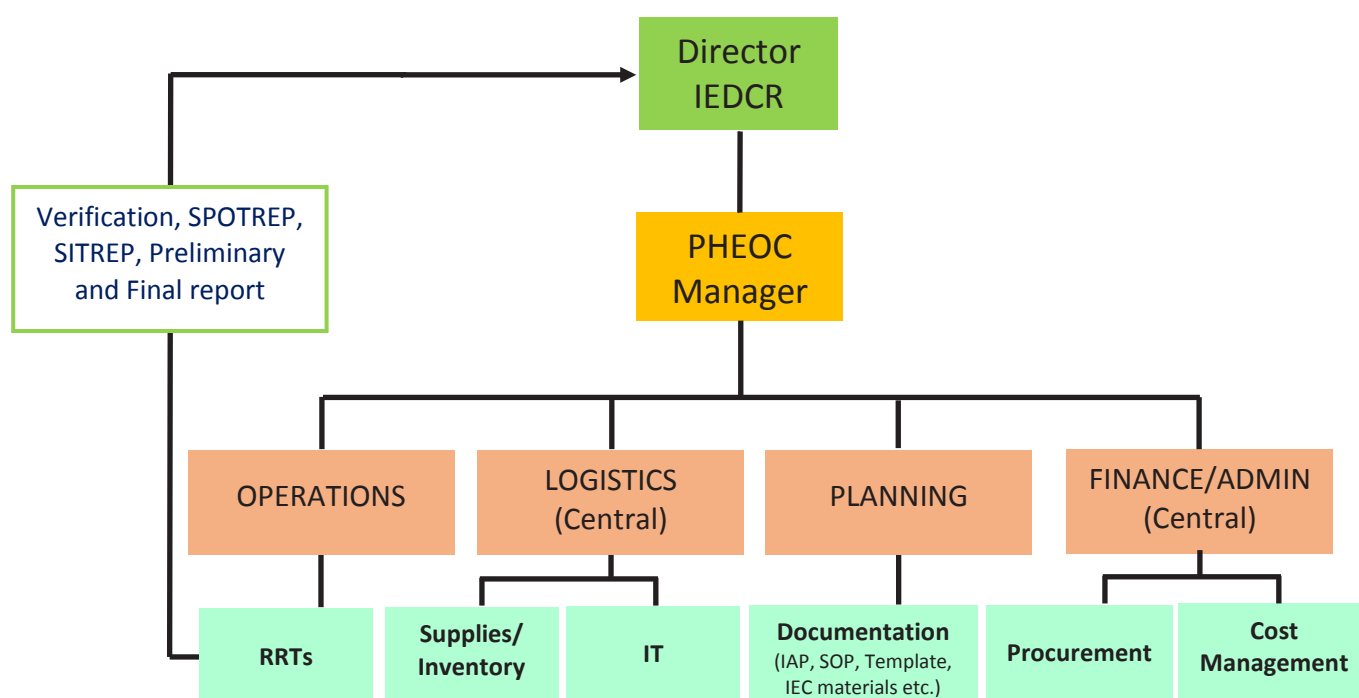 Director
IEDCR
Verification, SPOTREP,
SITREP, Preliminary
and Final report
PHEOC
Manager
OPERATIONS
LOGISTICS
(Central)
PLANNING
FINANCE/ADMIN
(Central)
RRTs
Supplies/
Inventory
IT
Documentation
(IAP, SOP, Template,
IEC materials etc.)
Procurement
Cost
Management